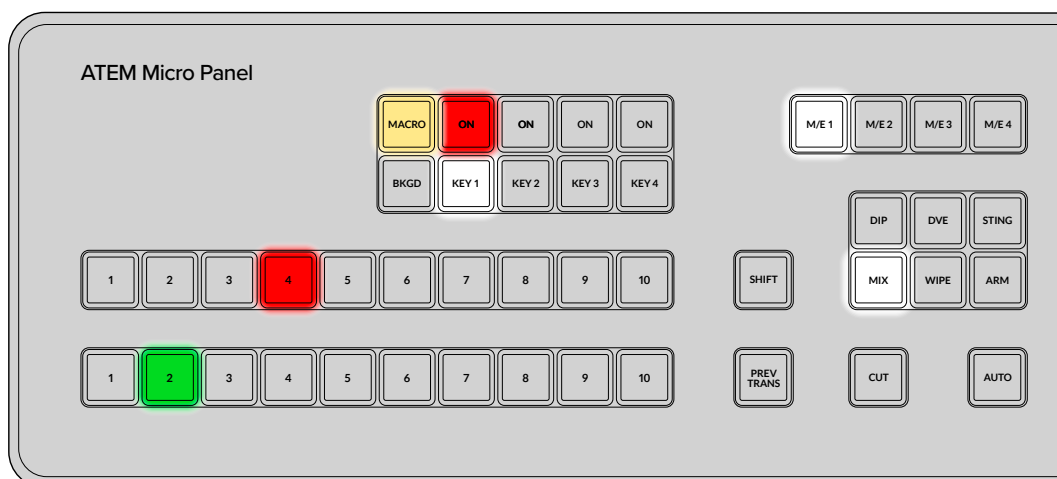 ATEM Micro Panel
MACRO ON ON ON ON
M/E 1 M/E 2 M/E 3 M/E 4
BKGD KEY 1 KEY 2 KEY 3 KEY 4
DIP DVE STING
1 2 3 4 5 6 7 8 9 10
SHIFT
MIX WIPE ARM
1 2 3 4 5 6 7 8 9 10
PREV
TRANS
CUT
AUTO